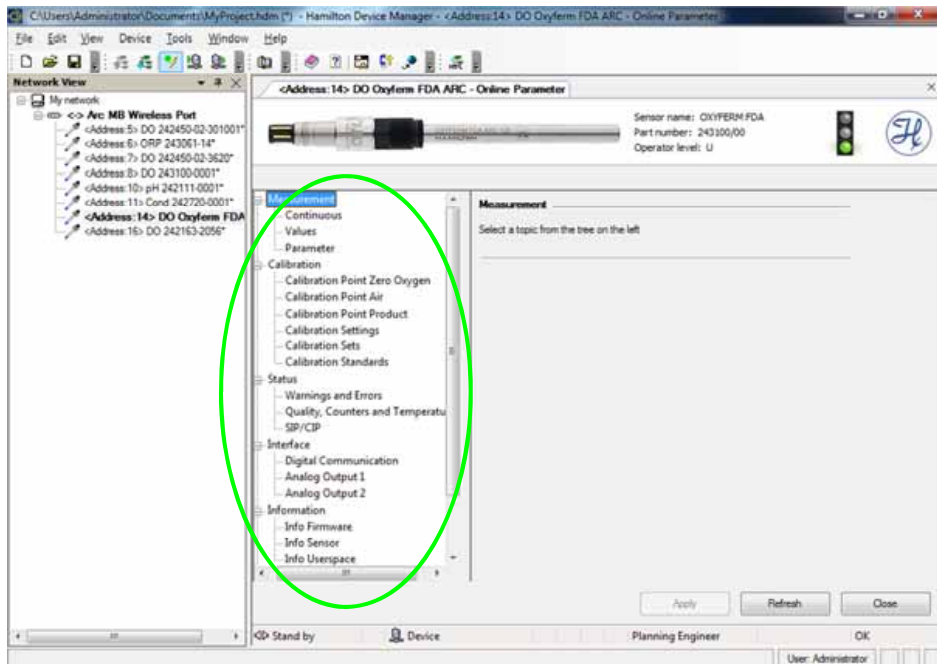 C:\Users\Administrator\Documents\MyProject.hdm (*) - Hamilton Device Manager - <Address:14> DO Oxyferm FDA ARC - Online Parameter
File Edit View Device Tools Window Help
Network View
My network
<-> Arc MB Wireless Port
<Address:5> DO 242450-02-301001*
<Address:6> ORP 243061-14*
<Address:7> DO 242450-02-3620*
<Address:8> DO 243100-0001*
<Address:10> pH 242111-0001*
<Address:11> Cond 242720-0001*
<Address:14> DO Oxyferm FDA
<Address:16> DO 242163-2056*
<Address:14> DO Oxyferm FDA ARC - Online Parameter
Sensor name: OXYFERM FDA
Part number: 243100/00
Operator level: U
H
Measurement
Continuous
Values
Parameter
Calibration
Calibration Point Zero Oxygen
Calibration Point Air
Calibration Point Product
Calibration Settings
Calibration Sets
Calibration Standards
Status
Warnings and Errors
Quality, Counters and Temperatu
SIP/CIP
Interface
Digital Communication
Analog Output 1
Analog Output 2
Information
Info Firmware
Info Sensor
Info Userspace
Measurement
Select a topic from the tree on the left
Apply Refresh Close
Stand by Device Planning Engineer OK
User: Administrator